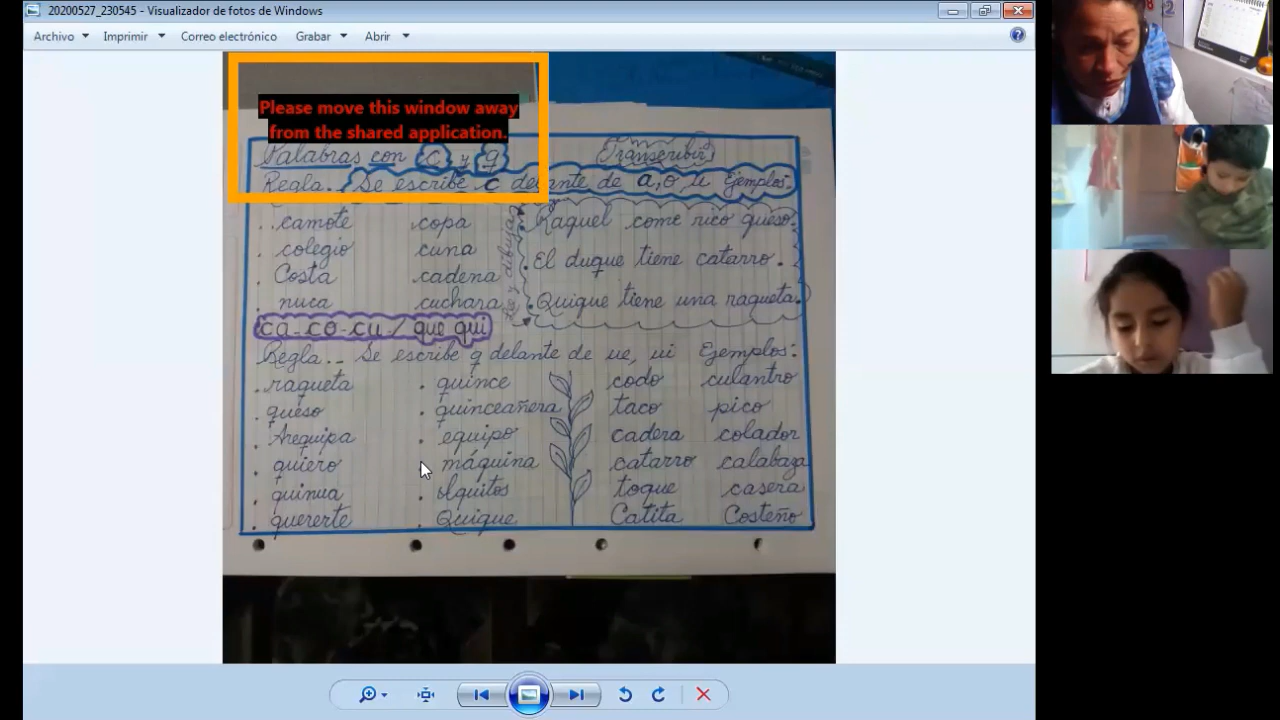 20200527_230545 - Visualizador de fotos de Windows
Archivo Imprimir Correo electrónico Grabar Abrir
Please move this window away
from the shared application.
Palabras con c y q Transcribir
Regla.. Se escribe c delante de a, o, u Ejemplos:
. camote . copa
. colegio . cuna
. Costa . cadena
. nuca . cuchara
Lee y dibuja
Raquel come rico queso.
. El duque tiene catarro.
. Quique tiene una raqueta.
ca - co - cu / que qui
Regla.. Se escribe q delante de ue, ui Ejemplos:
. raqueta . quince codo culantro
. queso . quinceañera taco pico
. Arequipa . equipo cadera colador
. quiero . máquina catarro calabaza
. quinua . toque casera
. quererte . Quique Catita Costeño